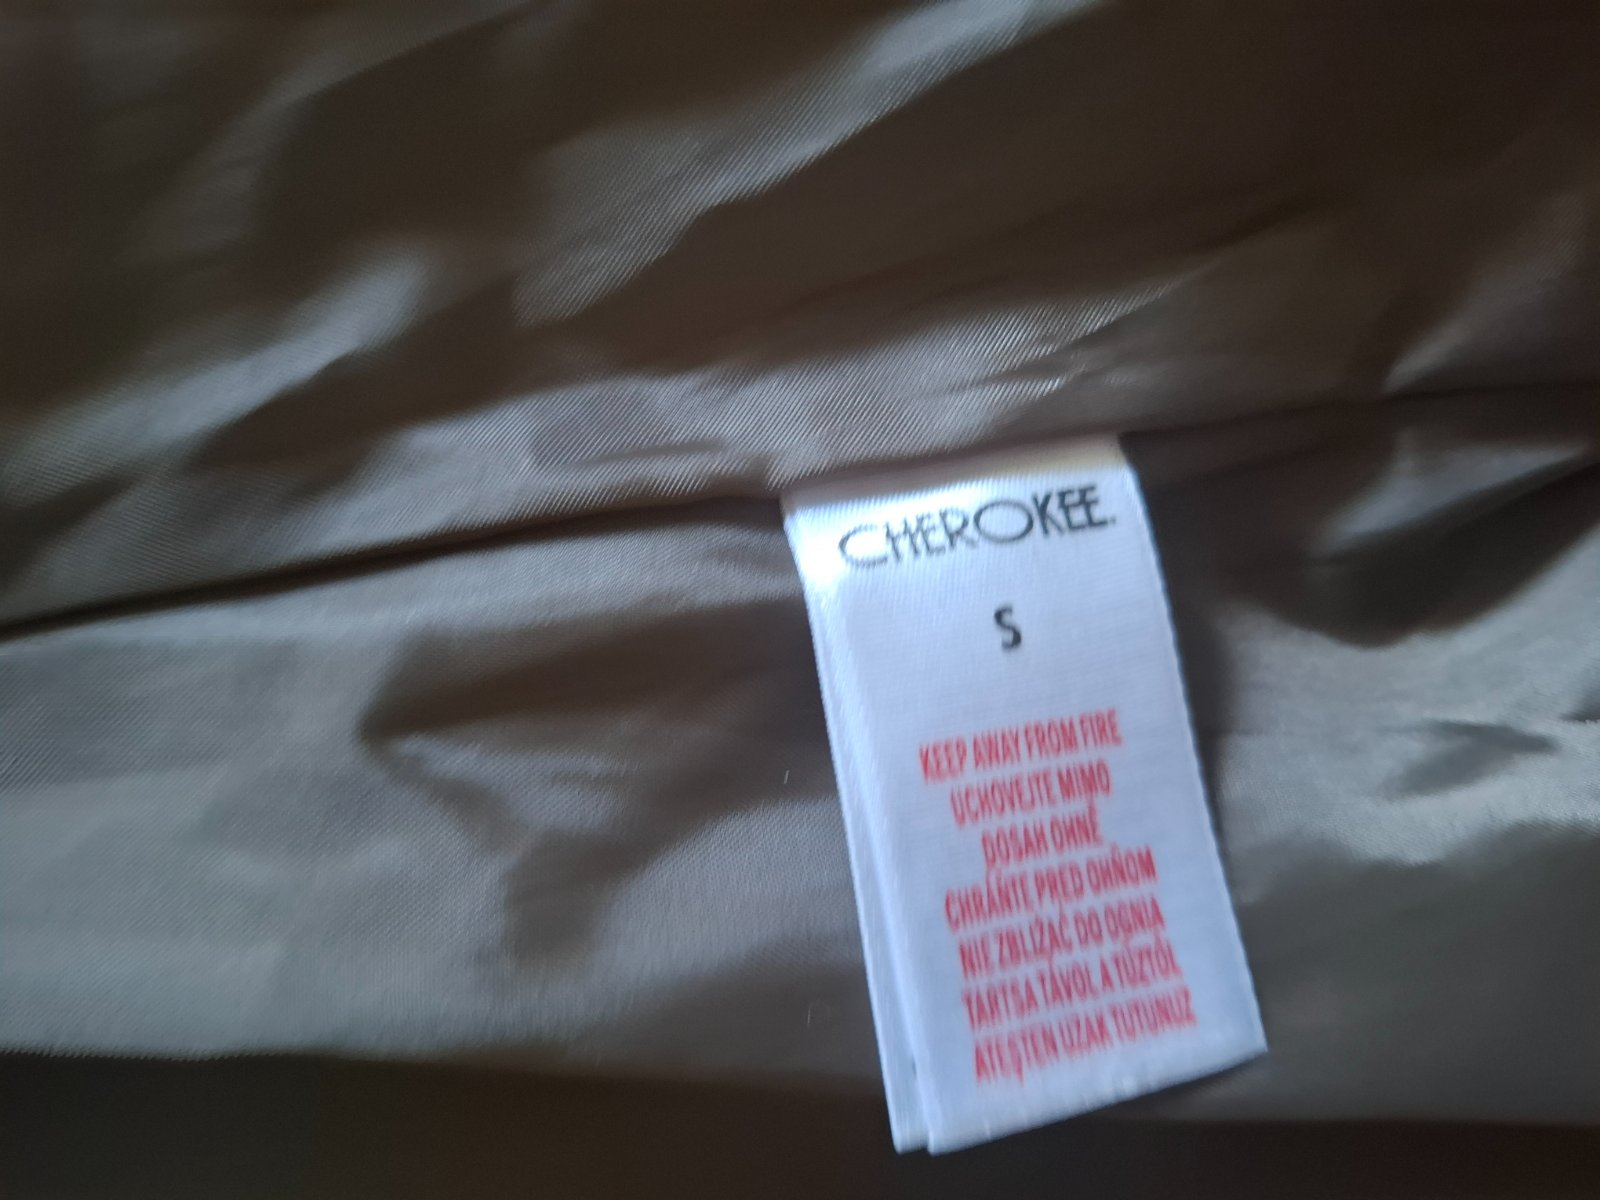 CHEROKEE.
S
KEEP AWAY FROM FIRE
UCHOVEJTE MIMO
DOSAH OHNĚ
CHRÁŇTE PRED OHŇOM
NIE ZBLIŻAĆ DO OGNIA
TARTSA TÁVOL A TŰZTŐL
ATEŞTEN UZAK TUTUNUZ